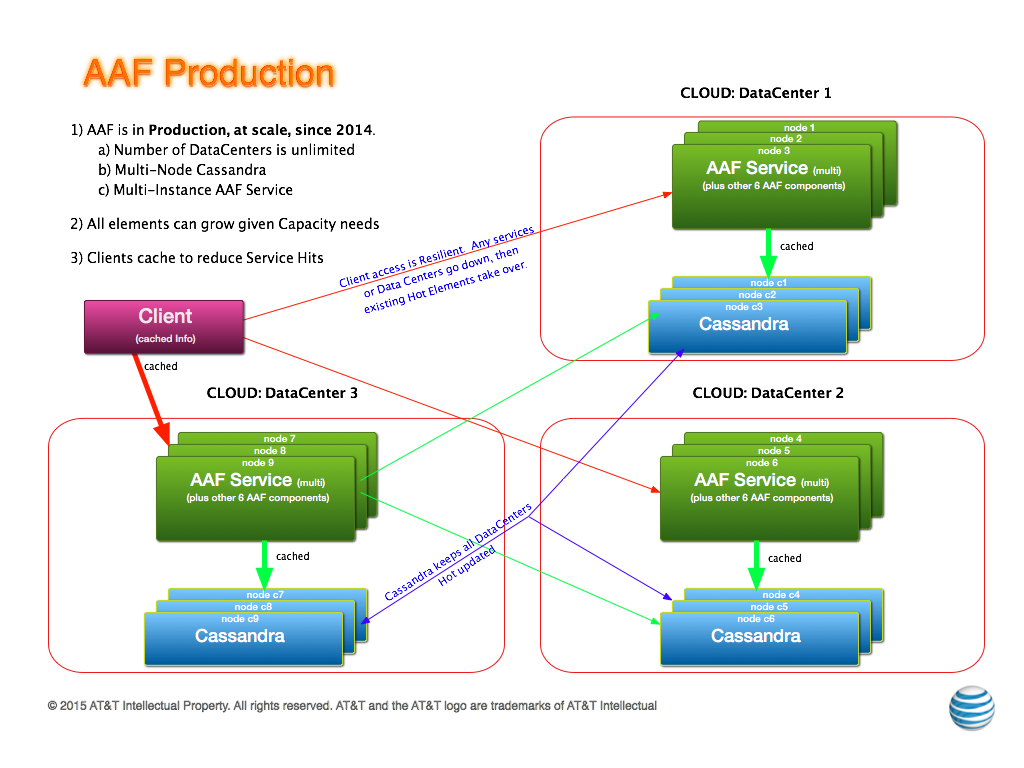 AAF Production
1) AAF is in Production, at scale, since 2014.
a) Number of DataCenters is unlimited
b) Multi-Node Cassandra
c) Multi-Instance AAF Service
2) All elements can grow given Capacity needs
3) Clients cache to reduce Service Hits
CLOUD: DataCenter 1
node 1
node 2
node 3
AAF Service (multi)
(plus other 6 AAF components)
cached
node c1
node c2
node c3
Cassandra
Client access is Resilient. Any services
or Data Centers go down, then
existing Hot Elements take over.
Client
(cached Info)
cached
CLOUD: DataCenter 3
node 7
node 8
node 9
AAF Service (multi)
(plus other 6 AAF components)
cached
node c7
node c8
node c9
Cassandra
Cassandra keeps all DataCenters
Hot updated
CLOUD: DataCenter 2
node 4
node 5
node 6
AAF Service (multi)
(plus other 6 AAF components)
cached
node c4
node c5
node c6
Cassandra
© 2015 AT&T Intellectual Property. All rights reserved. AT&T and the AT&T logo are trademarks of AT&T Intellectual